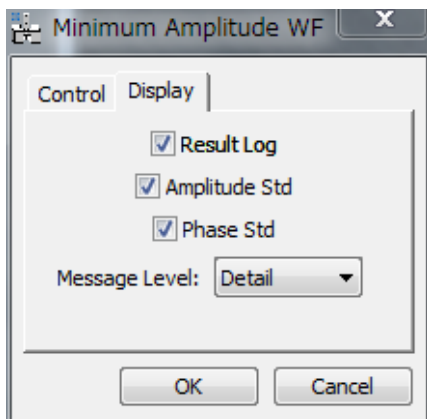 Minimum Amplitude WF X
Control Display
Result Log
Amplitude Std
Phase Std
Message Level: Detail
OK Cancel